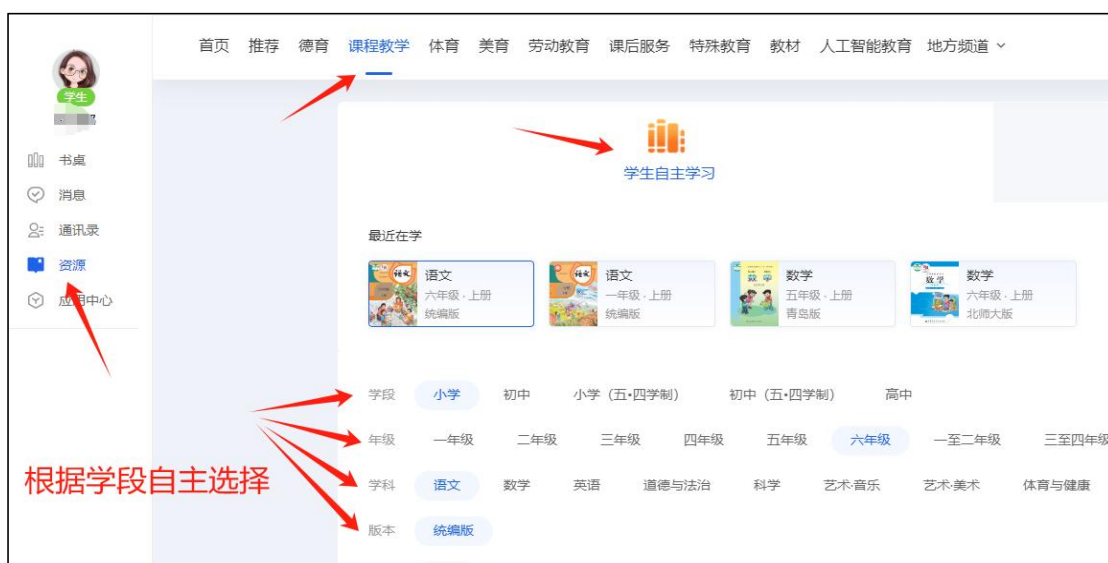 首页 推荐 德育 课程教学 体育 美育 劳动教育 课后服务 特殊教育 教材 人工智能教育 地方频道
学生
书桌
消息
通讯录
资源
应用中心
学生自主学习
最近在学
语文
六年级·上册
统编版
语文
一年级·上册
统编版
数学
五年级·上册
青岛版
数学
六年级·上册
北师大版
学段 小学 初中 小学（五•四学制） 初中（五•四学制） 高中
年级 一年级 二年级 三年级 四年级 五年级 六年级 一至二年级 三至四年级
根据学段自主选择
学科 语文 数学 英语 道德与法治 科学 艺术·音乐 艺术·美术 体育与健康
版本 统编版